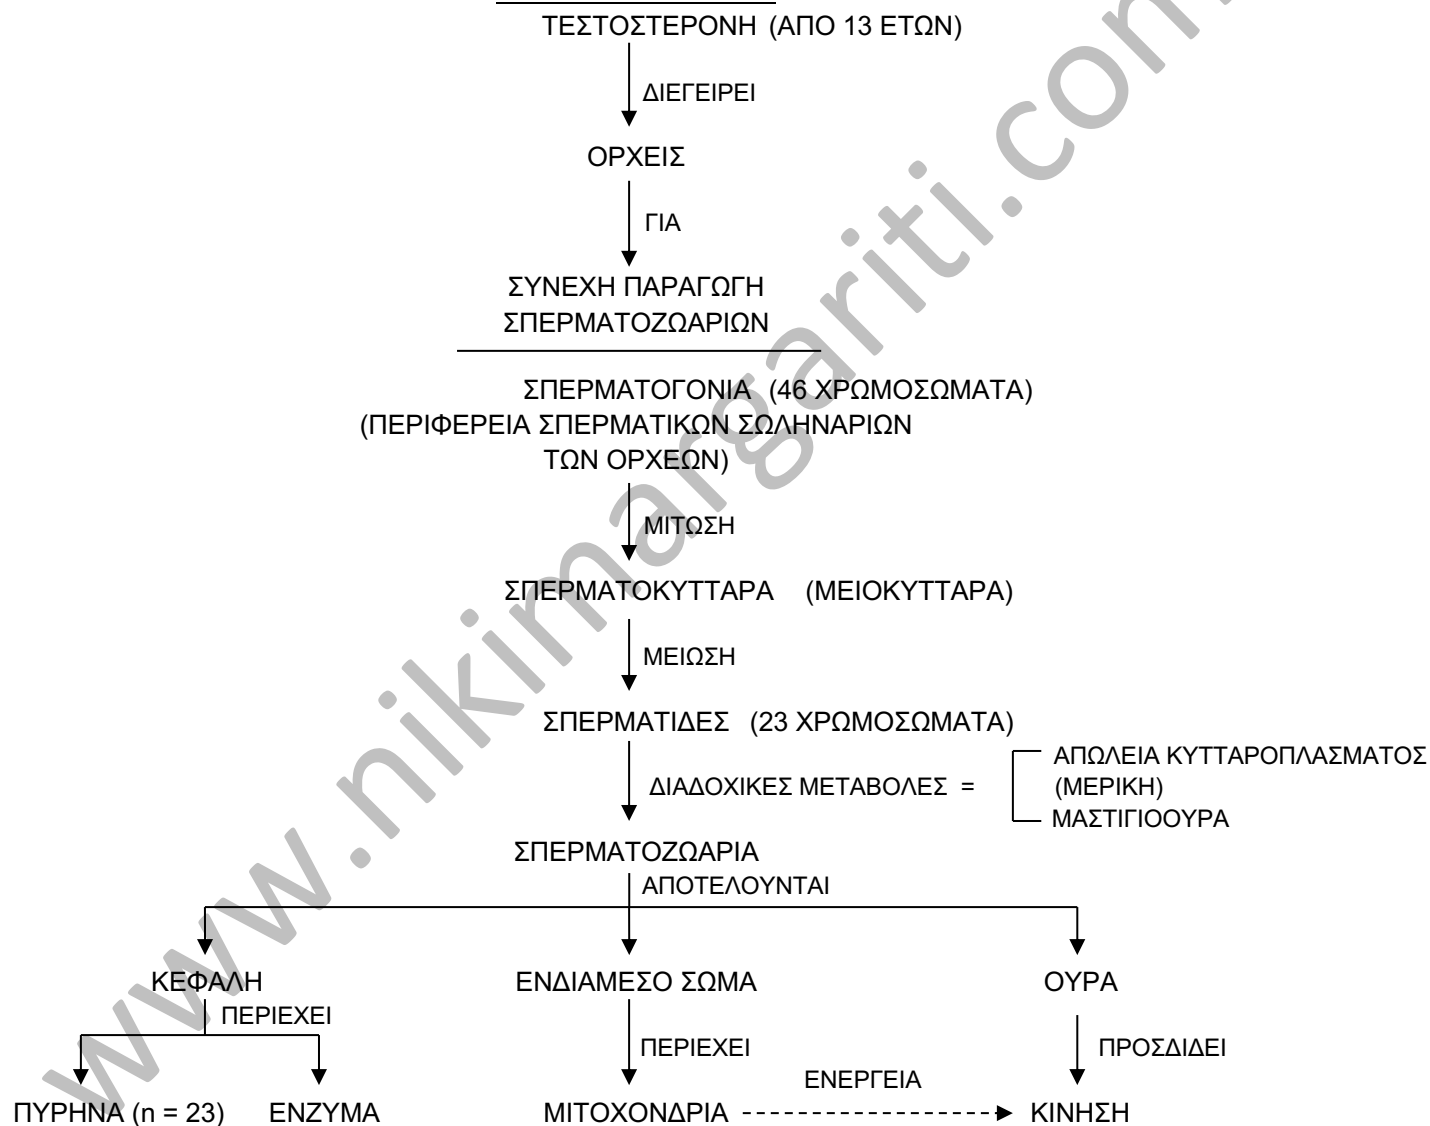 ΤΕΣΤΟΣΤΕΡΟΝΗ (ΑΠΟ 13 ΕΤΩΝ)
ΔΙΕΓΕΙΡΕΙ
ΟΡΧΕΙΣ
ΓΙΑ
ΣΥΝΕΧΗ ΠΑΡΑΓΩΓΗ
ΣΠΕΡΜΑΤΟΖΩΑΡΙΩΝ
ΣΠΕΡΜΑΤΟΓΟΝΙΑ (46 ΧΡΩΜΟΣΩΜΑΤΑ)
(ΠΕΡΙΦΕΡΕΙΑ ΣΠΕΡΜΑΤΙΚΩΝ ΣΩΛΗΝΑΡΙΩΝ
ΤΩΝ ΟΡΧΕΩΝ)
ΜΙΤΩΣΗ
ΣΠΕΡΜΑΤΟΚΥΤΤΑΡΑ (ΜΕΙΟΚΥΤΤΑΡΑ)
ΜΕΙΩΣΗ
ΣΠΕΡΜΑΤΙΔΕΣ (23 ΧΡΩΜΟΣΩΜΑΤΑ)
ΔΙΑΔΟΧΙΚΕΣ ΜΕΤΑΒΟΛΕΣ =
ΑΠΩΛΕΙΑ ΚΥΤΤΑΡΟΠΛΑΣΜΑΤΟΣ
(ΜΕΡΙΚΗ)
ΜΑΣΤΙΓΙΟΟΥΡΑ
ΣΠΕΡΜΑΤΟΖΩΑΡΙΑ
ΑΠΟΤΕΛΟΥΝΤΑΙ
ΚΕΦΑΛΗ ΕΝΔΙΑΜΕΣΟ ΣΩΜΑ ΟΥΡΑ
ΠΕΡΙΕΧΕΙ ΠΕΡΙΕΧΕΙ ΠΡΟΣΔΙΔΕΙ
ΕΝΕΡΓΕΙΑ
ΠΥΡΗΝΑ (n = 23) ΕΝΖΥΜΑ ΜΙΤΟΧΟΝΔΡΙΑ ΚΙΝΗΣΗ
www.nikimargariti.com